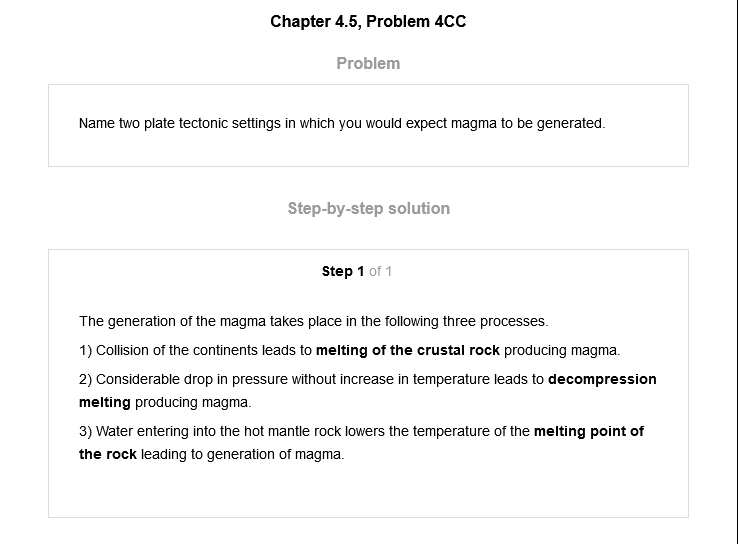 Chapter 4.5, Problem 4CC
Problem
Name two plate tectonic settings in which you would expect magma to be generated.
Step-by-step solution
Step 1 of 1
The generation of the magma takes place in the following three processes.
1) Collision of the continents leads to melting of the crustal rock producing magma.
2) Considerable drop in pressure without increase in temperature leads to decompression
melting producing magma.
3) Water entering into the hot mantle rock lowers the temperature of the melting point of
the rock leading to generation of magma.